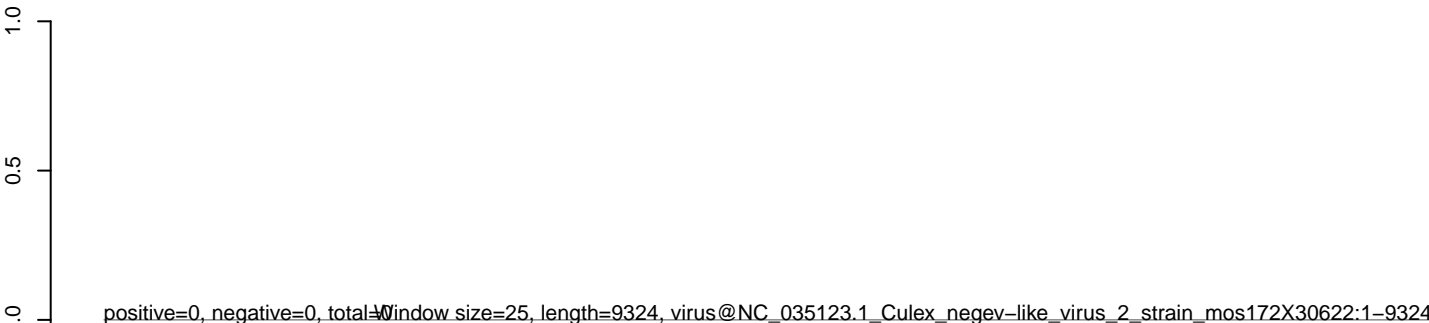 1.0
0.5
.0
positive=0, negative=0, total=0
Window size=25, length=9324, virus@NC_035123.1_Culex_negev−like_virus_2_strain_mos172X30622:1−9324